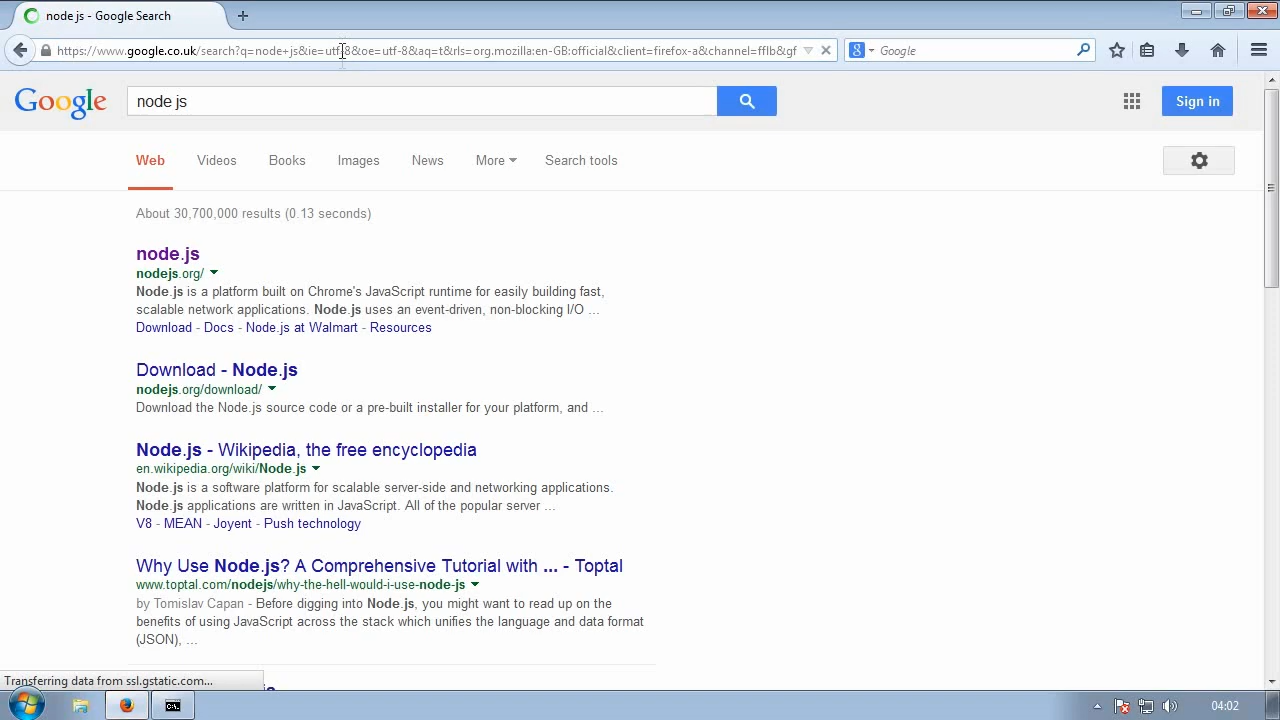 node js - Google Search
https://www.google.co.uk/search?q=node+js&ie=utf-8&oe=utf-8&aq=t&rls=org.mozilla:en-GB:official&client=firefox-a&channel=fflb&gf
Google
Google
node js
Sign in
Web Videos Books Images News More Search tools
About 30,700,000 results (0.13 seconds)
node.js
nodejs.org/
Node.js is a platform built on Chrome's JavaScript runtime for easily building fast,
scalable network applications. Node.js uses an event-driven, non-blocking I/O ...
Download - Docs - Node.js at Walmart - Resources
Download - Node.js
nodejs.org/download/
Download the Node.js source code or a pre-built installer for your platform, and ...
Node.js - Wikipedia, the free encyclopedia
en.wikipedia.org/wiki/Node.js
Node.js is a software platform for scalable server-side and networking applications.
Node.js applications are written in JavaScript. All of the popular server ...
V8 - MEAN - Joyent - Push technology
Why Use Node.js? A Comprehensive Tutorial with ... - Toptal
www.toptal.com/nodejs/why-the-hell-would-i-use-node-js
by Tomislav Capan - Before digging into Node.js, you might want to read up on the
benefits of using JavaScript across the stack which unifies the language and data format
(JSON), ...
Transferring data from ssl.gstatic.com...
04:02